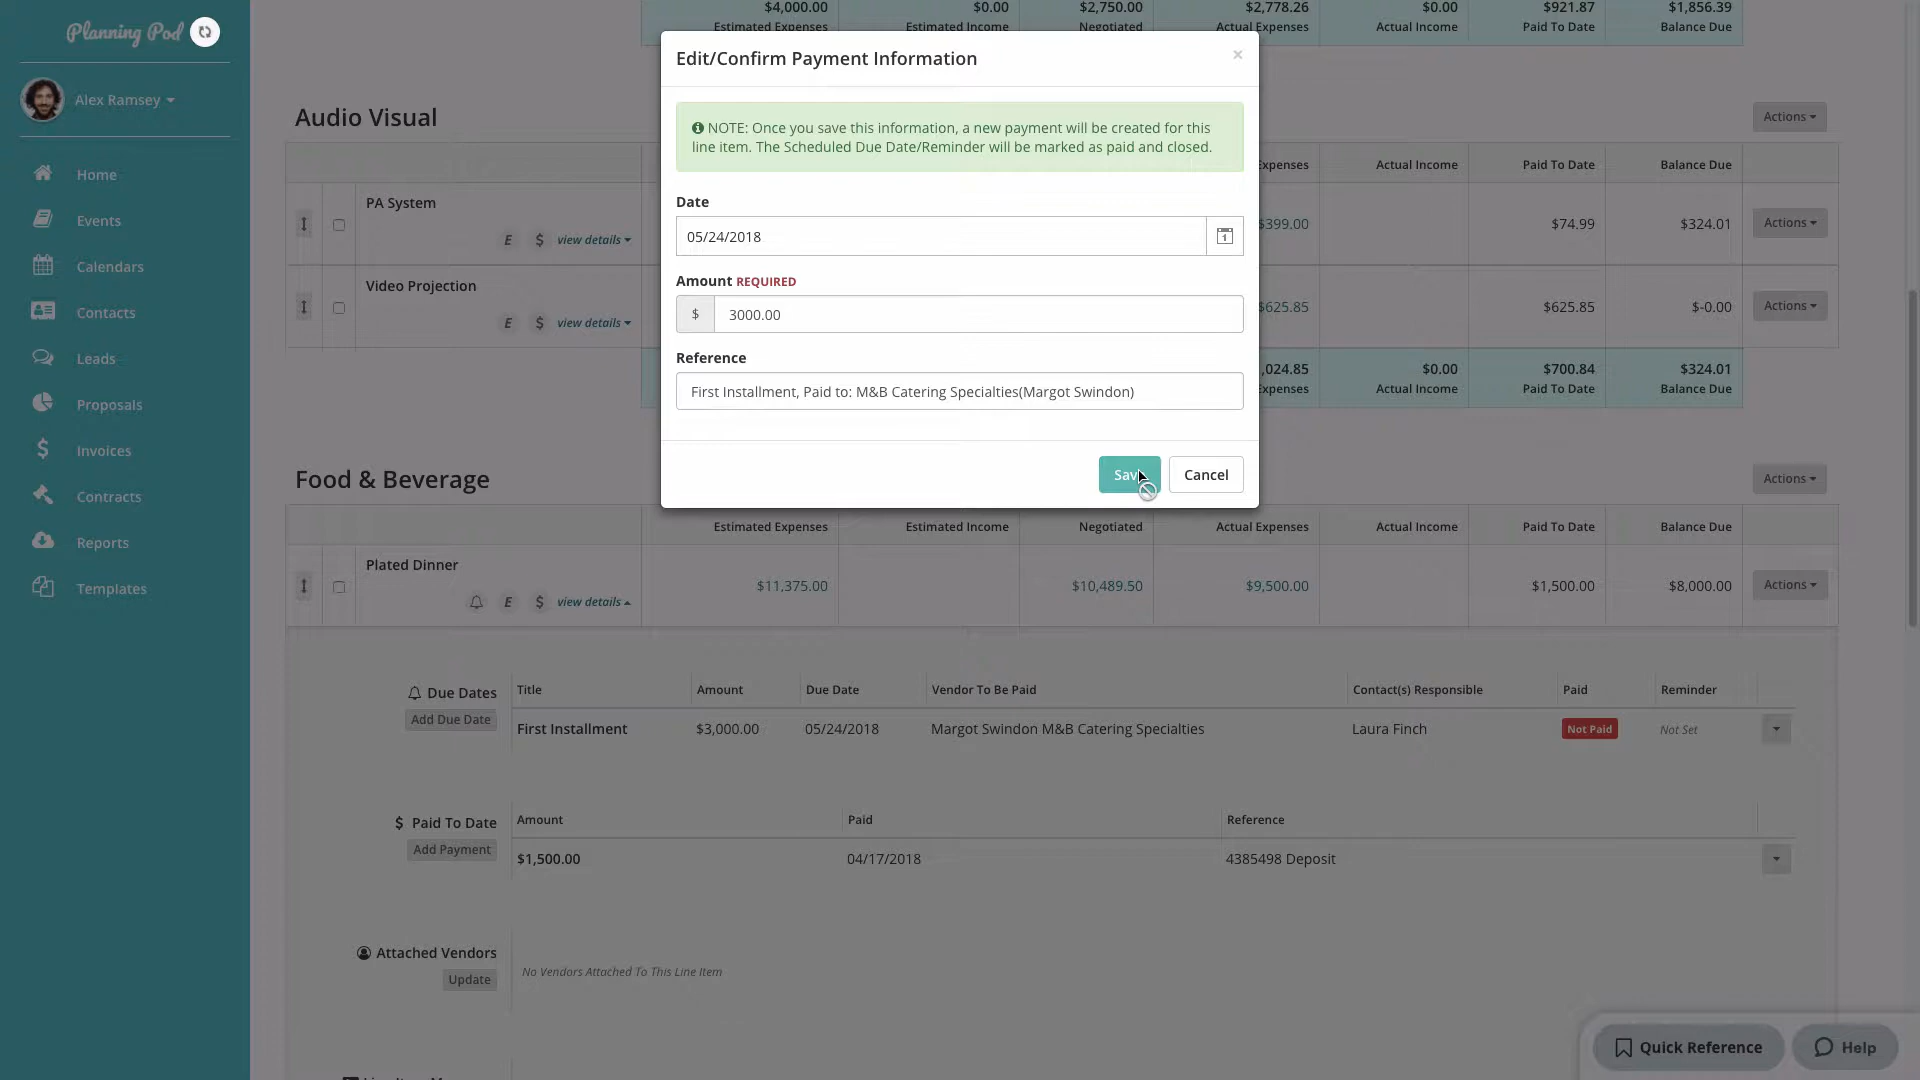 Planning Pod
Alex Ramsey
Home
Events
Calendars
Contacts
Leads
Proposals
Invoices
Contracts
Reports
Templates
$4,000.00 $0.00 $2,750.00 $2,778.26 $0.00 $921.87 $1,856.39
Estimated Expenses Estimated Income Negotiated Actual Expenses Actual Income Paid To Date Balance Due
Edit/Confirm Payment Information
×
NOTE: Once you save this information, a new payment will be created for this
line item. The Scheduled Due Date/Reminder will be marked as paid and closed.
Date
05/24/2018
1
Amount REQUIRED
$ 3000.00
Reference
First Installment, Paid to: M&B Catering Specialties(Margot Swindon)
Cancel
Audio Visual Actions
Expenses Actual Income Paid To Date Balance Due
PA System
E $ view details
$399.00 $74.99 $324.01 Actions
Video Projection
E $ view details
$625.85 $625.85 $-0.00 Actions
,024.85 $0.00 $700.84 $324.01
Expenses Actual Income Paid To Date Balance Due
Food & Beverage Actions
Estimated Expenses Estimated Income Negotiated Actual Expenses Actual Income Paid To Date Balance Due
Plated Dinner
E $ view details
$11,375.00 $10,489.50 $9,500.00 $1,500.00 $8,000.00 Actions
Due Dates
Add Due Date
Title Amount Due Date Vendor To Be Paid Contact(s) Responsible Paid Reminder
First Installment $3,000.00 05/24/2018 Margot Swindon M&B Catering Specialties Laura Finch Not Paid Not Set
$ Paid To Date
Add Payment
Amount Paid Reference
$1,500.00 04/17/2018 4385498 Deposit
Attached Vendors
Update
No Vendors Attached To This Line Item
Quick Reference
Help